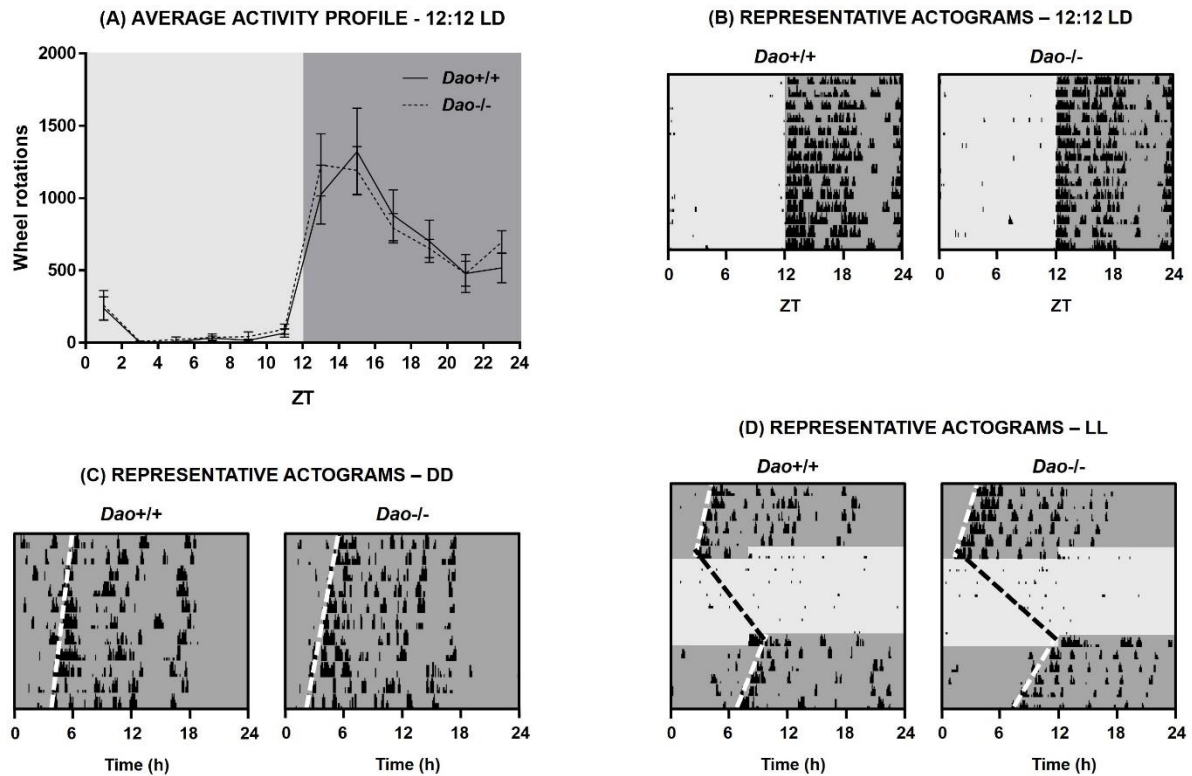 (A) AVERAGE ACTIVITY PROFILE - 12:12 LD
2000
1500
1000
500
0
Wheel rotations
Dao+/+
Dao-/-
0 2 4 6 8 10 12 14 16 18 20 22 24
ZT
(B) REPRESENTATIVE ACTOGRAMS – 12:12 LD
Dao+/+ Dao-/-
0 6 12 18 24 0 6 12 18 24
ZT ZT
(C) REPRESENTATIVE ACTOGRAMS – DD
Dao+/+ Dao-/-
0 6 12 18 24 0 6 12 18 24
Time (h) Time (h)
(D) REPRESENTATIVE ACTOGRAMS – LL
Dao+/+ Dao-/-
0 6 12 18 24 0 6 12 18 24
Time (h) Time (h)